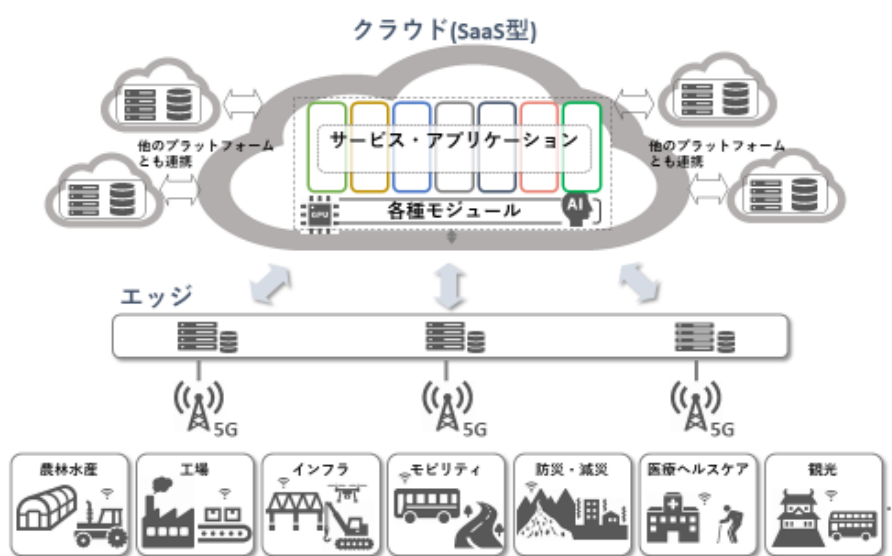 クラウド(SaaS型)
他のプラットフォーム
とも連携
サービス・アプリケーション
他のプラットフォーム
とも連携
CPU
各種モジュール
AI
エッジ
5G
5G
5G
農林水産
工場
インフラ
モビリティ
防災・減災
医療ヘルスケア
観光